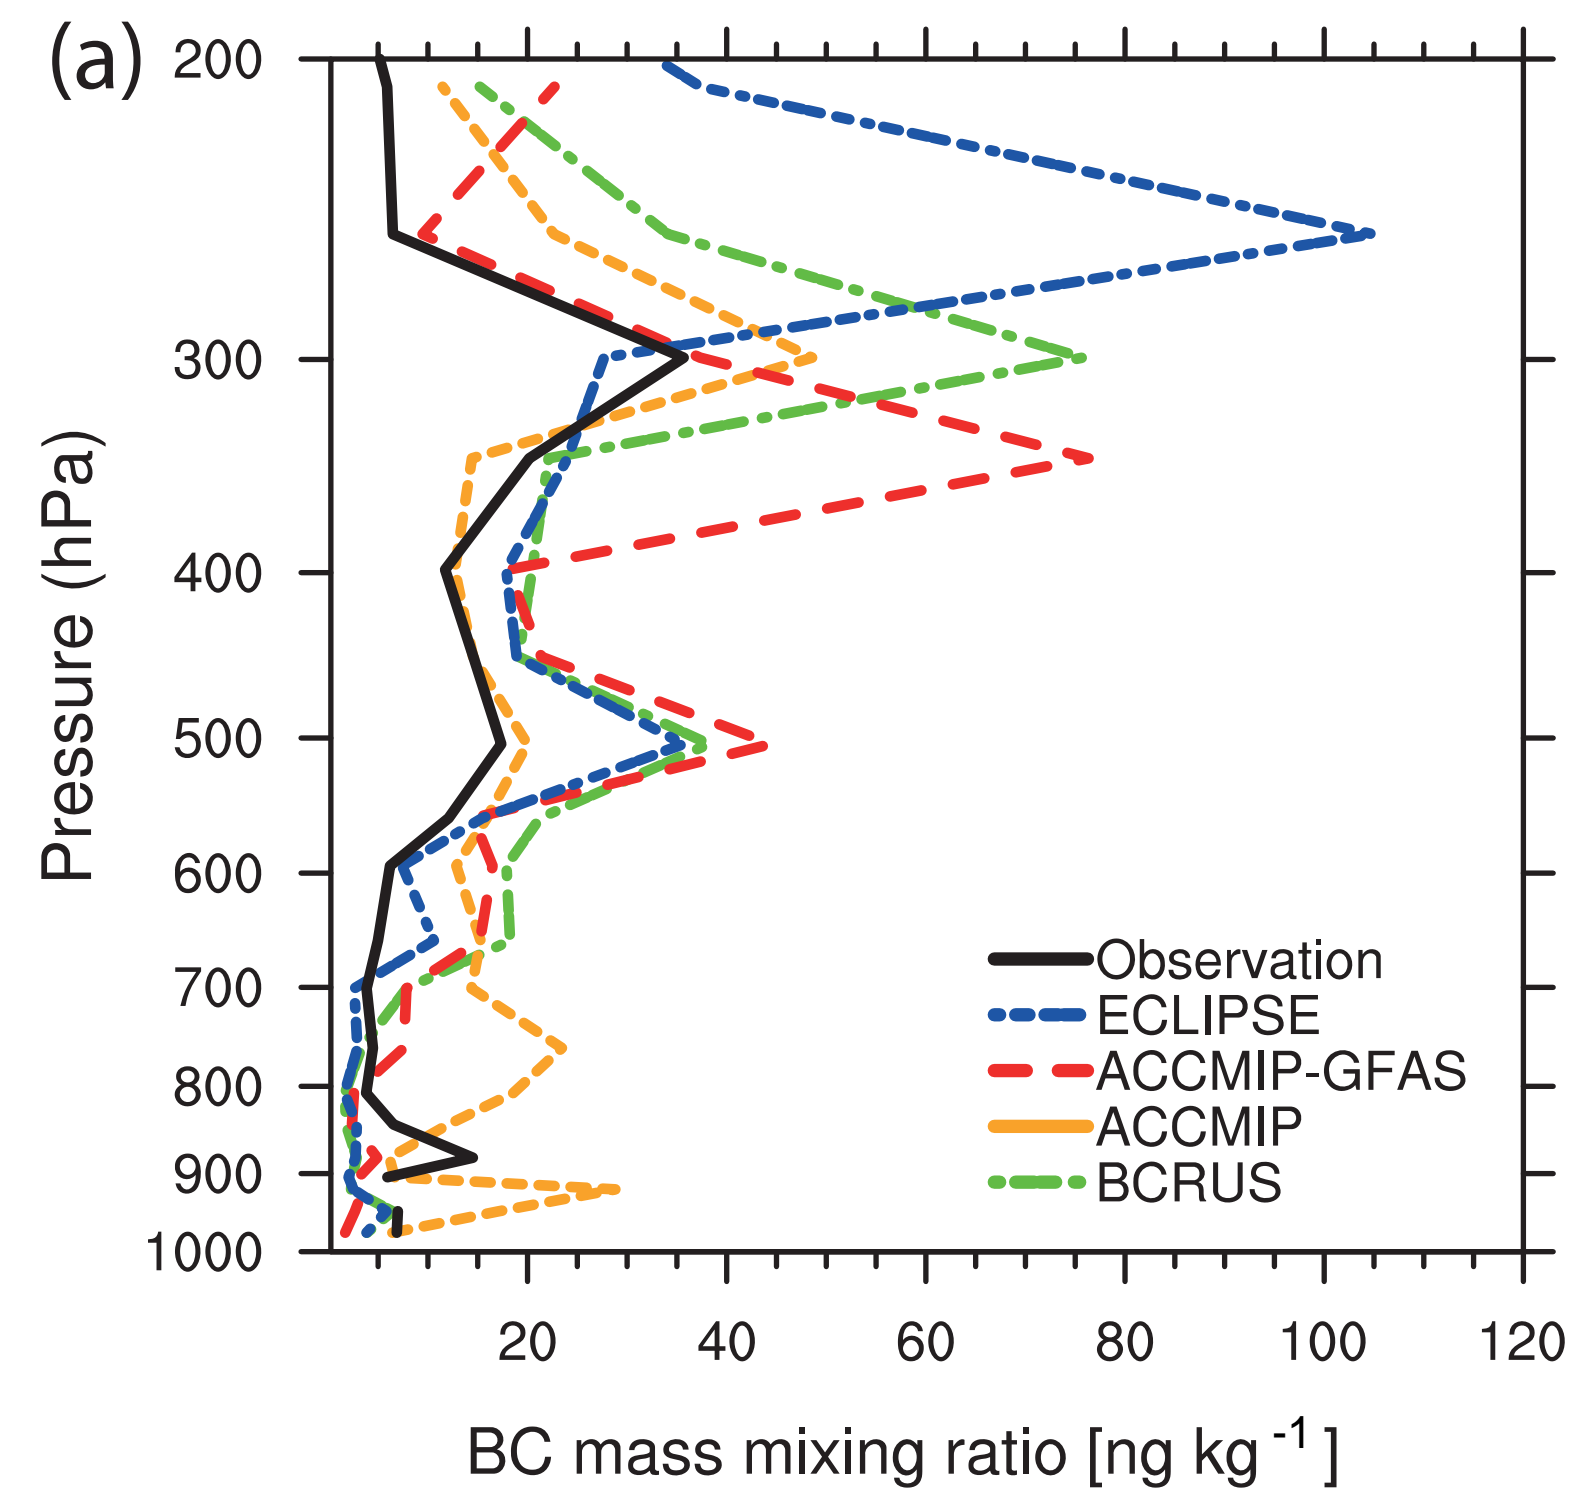 (a)
200
300
400
500
600
700
800
900
1000
Pressure (hPa)
Observation
ECLIPSE
ACCMIP-GFAS
ACCMIP
BCRUS
20 40 60 80 100 120
BC mass mixing ratio [ng kg⁻¹]